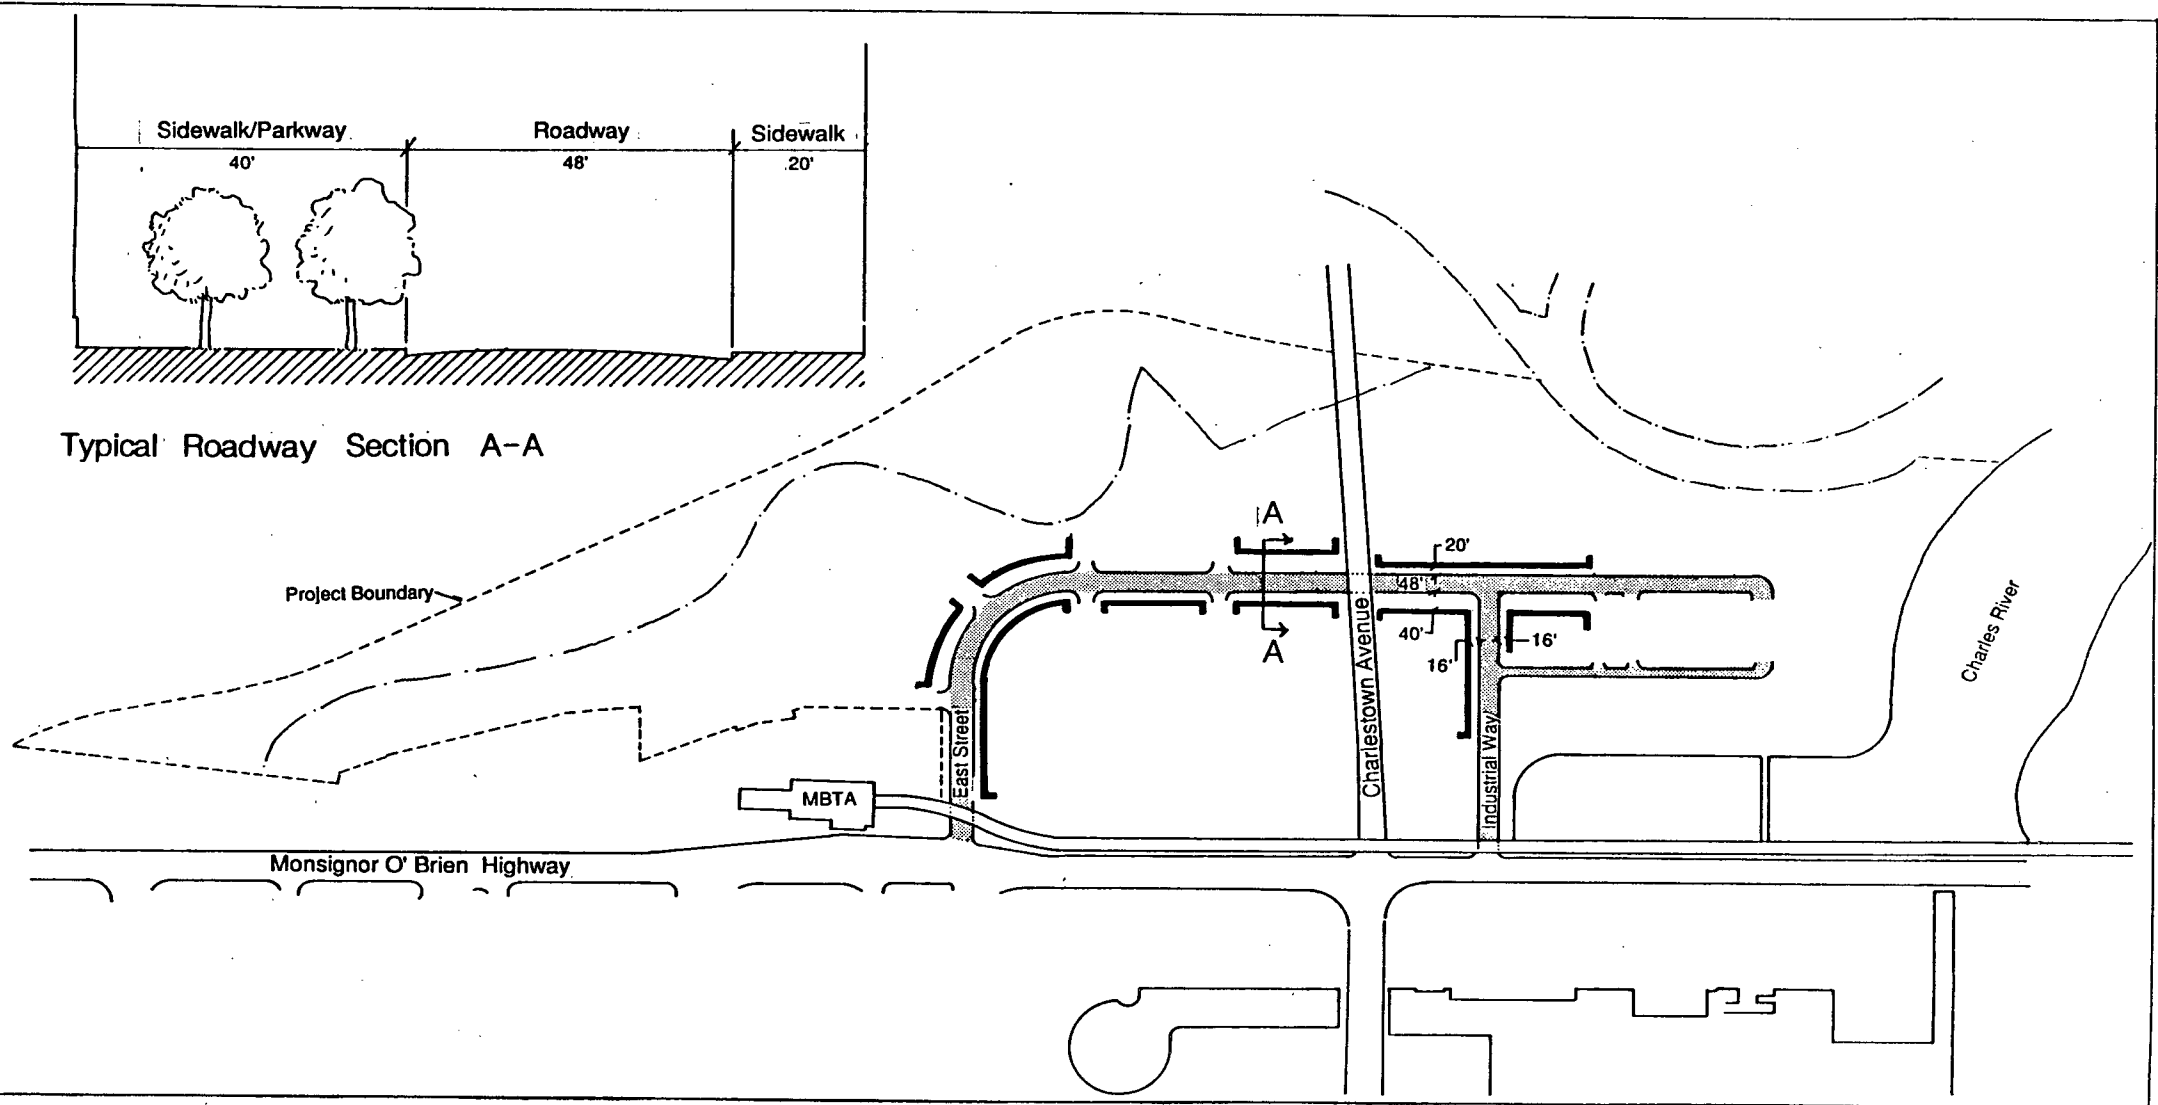 Sidewalk/Parkway Roadway Sidewalk
40' 48' 20'
Typical Roadway Section A-A
Project Boundary
A
A
20'
48'
40'
16'
16'
Charlestown Avenue
Charles River
East Street
Industrial Way
MBTA
Monsignor O' Brien Highway